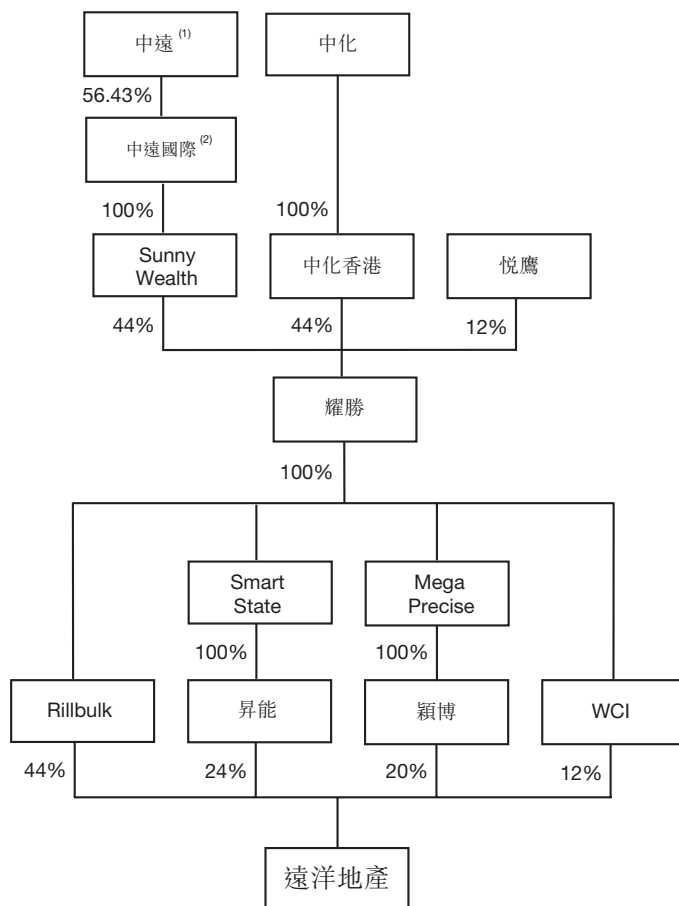 中遠 (1)
中化
56.43%
中遠國際 (2)
100%
100%
Sunny
Wealth
中化香港
悦鷹
44%
44%
12%
耀勝
100%
Smart
State
Mega
Precise
100%
100%
Rillbulk
昇能
穎博
WCI
44%
24%
20%
12%
遠洋地產